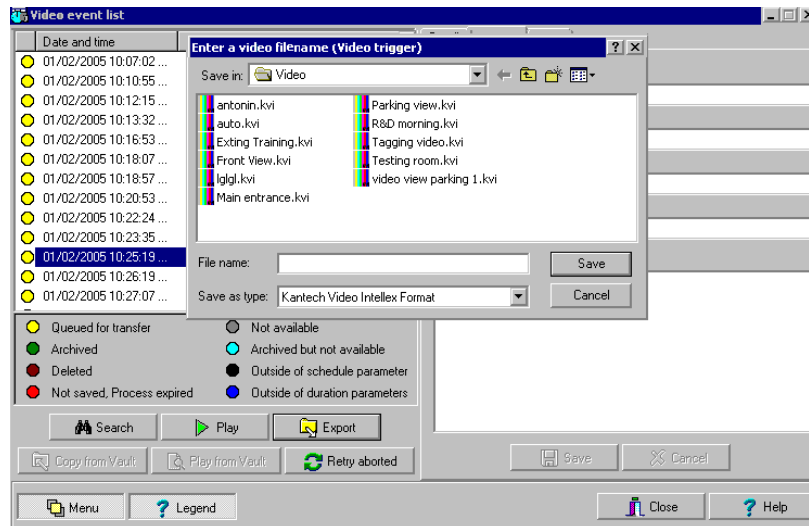 Video event list
Date and time
01/02/2005 10:07:02 ...
01/02/2005 10:10:55 ...
01/02/2005 10:12:15 ...
01/02/2005 10:13:32 ...
01/02/2005 10:16:53 ...
01/02/2005 10:18:07 ...
01/02/2005 10:18:57 ...
01/02/2005 10:20:53 ...
01/02/2005 10:22:24 ...
01/02/2005 10:23:35 ...
01/02/2005 10:25:19 ...
01/02/2005 10:26:19 ...
01/02/2005 10:27:07 ...
Enter a video filename (Video trigger)
Save in: Video
antonin.kvi
auto.kvi
Exting Training.kvi
Front View.kvi
lglgl.kvi
Main entrance.kvi
Parking view.kvi
R&D morning.kvi
Tagging video.kvi
Testing room.kvi
video view parking 1.kvi
File name:
Save
Save as type: Kantech Video Intellex Format
Cancel
Queued for transfer
Not available
Archived
Archived but not available
Deleted
Outside of schedule parameter
Not saved, Process expired
Outside of duration parameters
Search
Play
Export
Copy from Vault
Play from Vault
Retry aborted
Save
Cancel
Menu
? Legend
Close
? Help